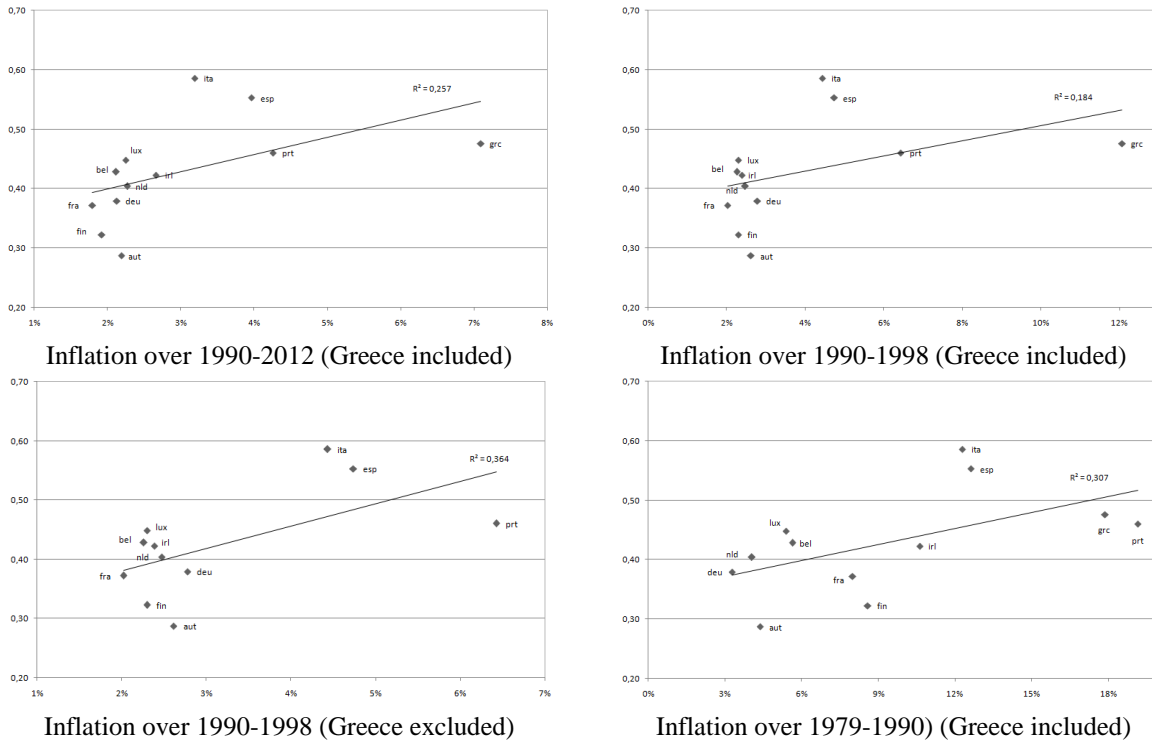 0,70
0,60
0,50
0,40
0,30
0,20
ita
esp
R² = 0,257
grc
prt
lux
bel
irl
nld
fra
deu
fin
aut
1% 2% 3% 4% 5% 6% 7% 8%
Inflation over 1990-2012 (Greece included)
0,70
0,60
0,50
0,40
0,30
0,20
ita
esp
R² = 0,184
grc
prt
lux
bel
irl
nld
fra
deu
fin
aut
0% 2% 4% 6% 8% 10% 12%
Inflation over 1990-1998 (Greece included)
0,70
0,60
0,50
0,40
0,30
0,20
ita
esp
R² = 0,364
prt
lux
bel
irl
nld
fra
deu
fin
aut
1% 2% 3% 4% 5% 6% 7%
Inflation over 1990-1998 (Greece excluded)
0,70
0,60
0,50
0,40
0,30
0,20
ita
esp
R² = 0,307
grc
prt
lux
bel
irl
nld
deu
fra
fin
aut
0% 3% 6% 9% 12% 15% 18%
Inflation over 1979-1990) (Greece included)